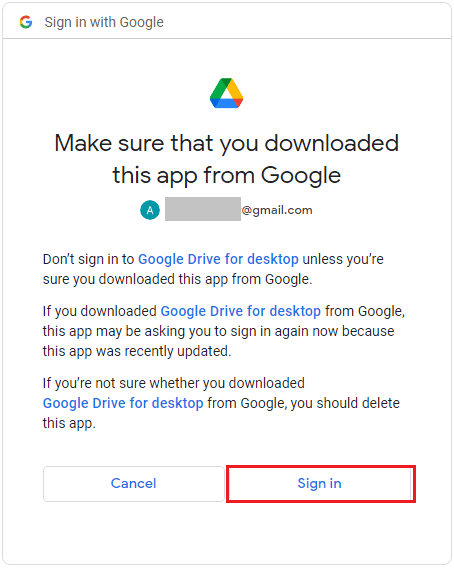 Sign in with Google
Make sure that you downloaded
this app from Google
A
@gmail.com
Don't sign in to Google Drive for desktop unless you're
sure you downloaded this app from Google.
If you downloaded Google Drive for desktop from Google,
this app may be asking you to sign in again now because
this app was recently updated.
If you're not sure whether you downloaded
Google Drive for desktop from Google, you should delete
this app.
Cancel
Sign in